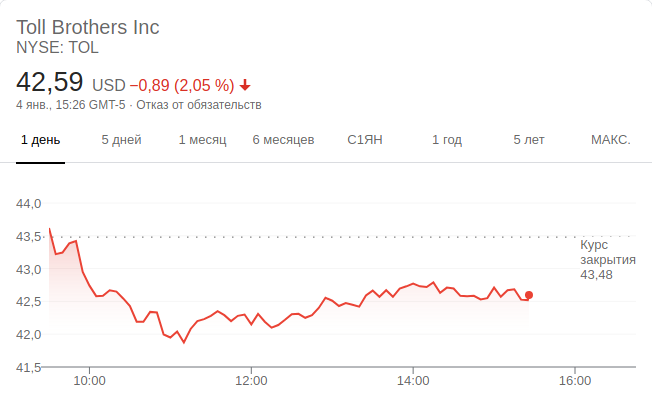 Toll Brothers Inc
NYSE: TOL
42,59 USD −0,89 (2,05 %)
4 янв., 15:26 GMT-5 · Отказ от обязательств
1 день 5 дней 1 месяц 6 месяцев С1ЯН 1 год 5 лет МАКС.
44,0
43,5
Курс
закрытия
43,48
43,0
42,5
42,0
41,5
10:00 12:00 14:00 16:00